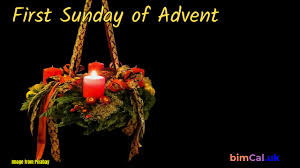 First Sunday of Advent
Image from Pixabay
bimCal.uk